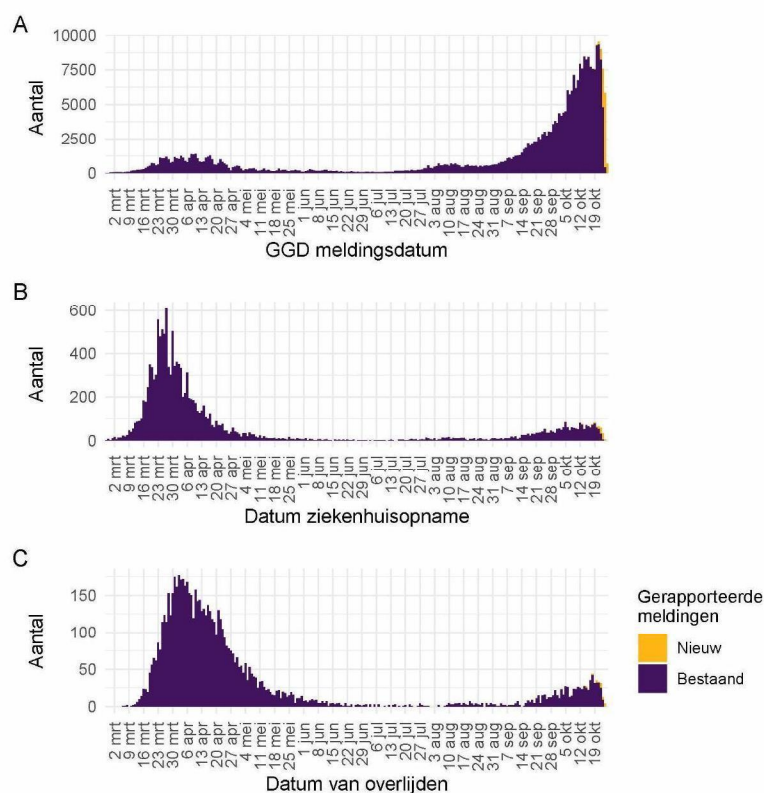 A
10000
7500
5000
2500
0
Aantal
2 mrt
9 mrt
16 mrt
23 mrt
30 mrt
6 apr
13 apr
20 apr
27 apr
4 mei
11 mei
18 mei
25 mei
1 jun
8 jun
15 jun
22 jun
29 jun
6 jul
13 jul
20 jul
27 jul
3 aug
10 aug
17 aug
24 aug
31 aug
7 sep
14 sep
21 sep
28 sep
5 okt
12 okt
19 okt
GGD meldingsdatum
B
600
400
200
0
Aantal
2 mrt
9 mrt
16 mrt
23 mrt
30 mrt
6 apr
13 apr
20 apr
27 apr
4 mei
11 mei
18 mei
25 mei
1 jun
8 jun
15 jun
22 jun
29 jun
6 jul
13 jul
20 jul
27 jul
3 aug
10 aug
17 aug
24 aug
31 aug
7 sep
14 sep
21 sep
28 sep
5 okt
12 okt
19 okt
Datum ziekenhuisopname
C
150
100
50
0
Aantal
2 mrt
9 mrt
16 mrt
23 mrt
30 mrt
6 apr
13 apr
20 apr
27 apr
4 mei
11 mei
18 mei
25 mei
1 jun
8 jun
15 jun
22 jun
29 jun
6 jul
13 jul
20 jul
27 jul
3 aug
10 aug
17 aug
24 aug
31 aug
7 sep
14 sep
21 sep
28 sep
5 okt
12 okt
19 okt
Datum van overlijden
Gerapporteerde
meldingen
Nieuw
Bestaand